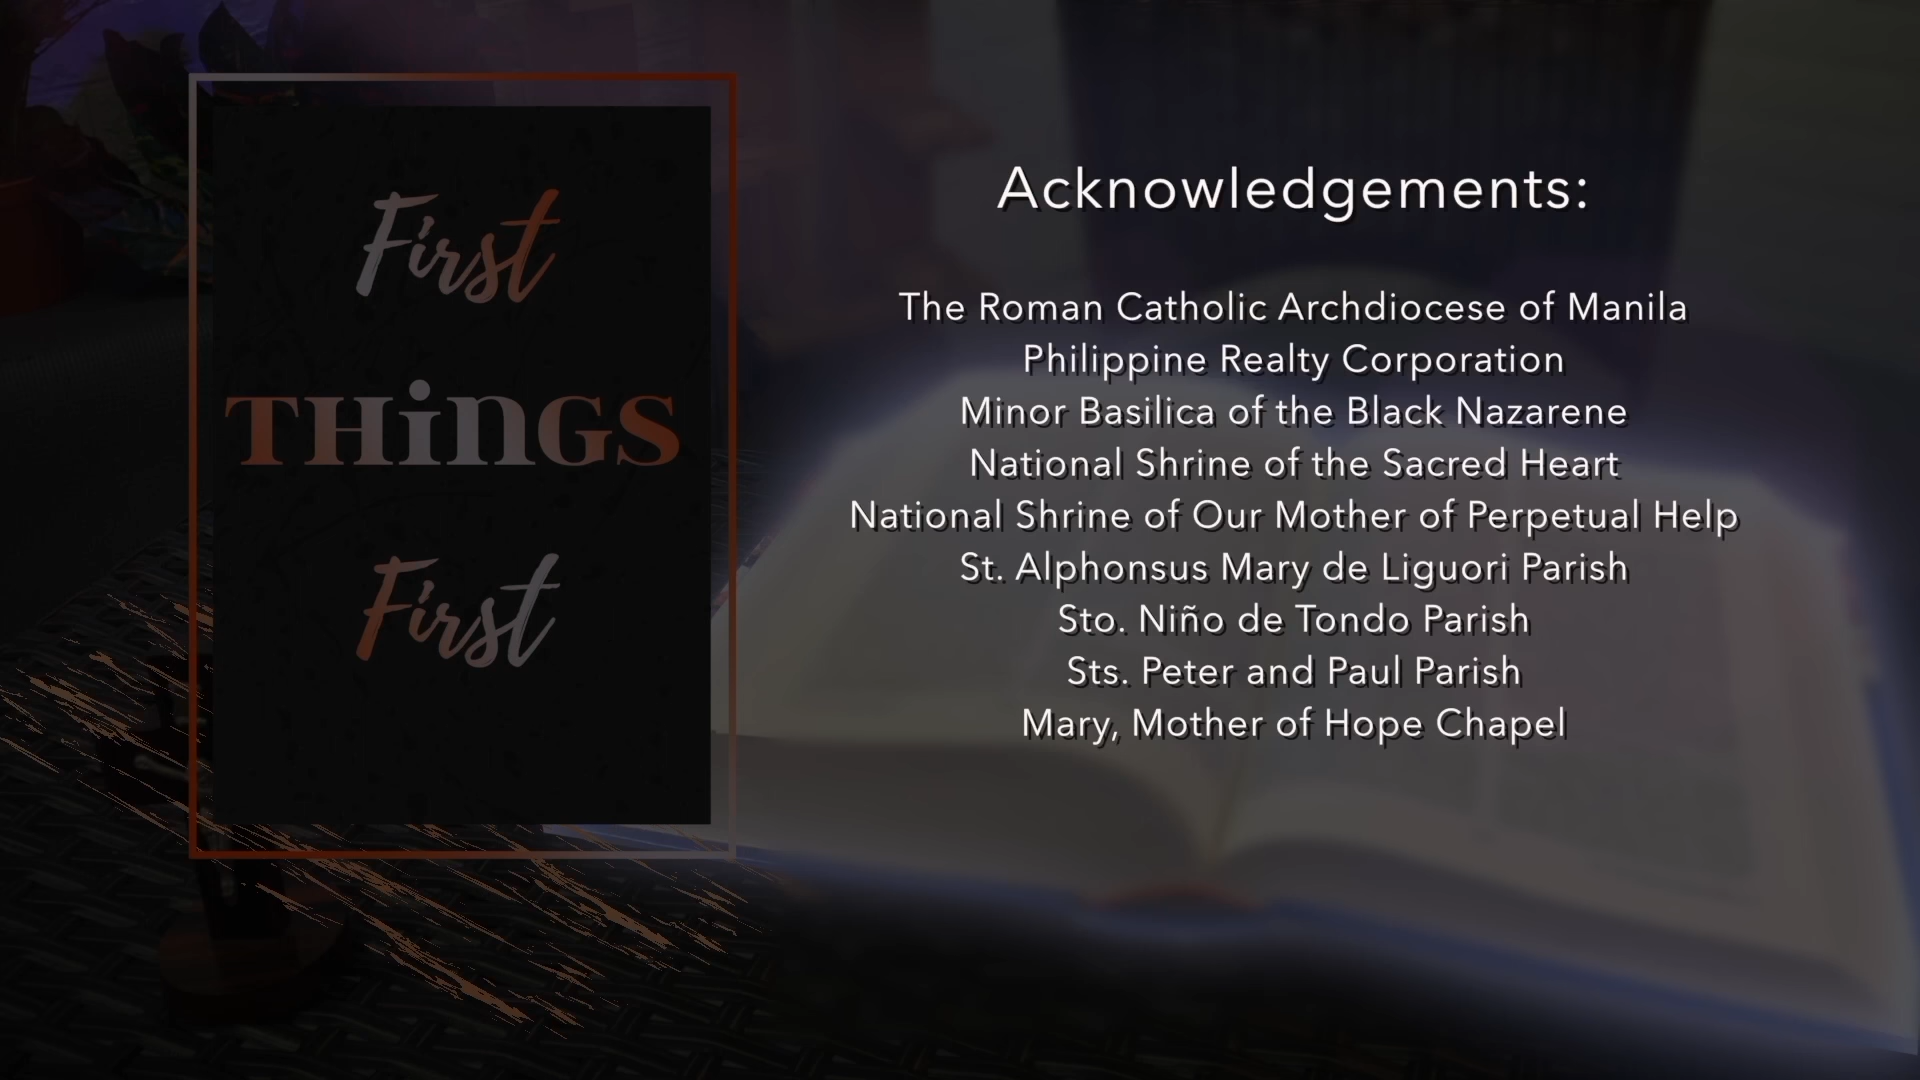 First
THiNGS
First
Acknowledgements:
The Roman Catholic Archdiocese of Manila
Philippine Realty Corporation
Minor Basilica of the Black Nazarene
National Shrine of the Sacred Heart
National Shrine of Our Mother of Perpetual Help
St. Alphonsus Mary de Liguori Parish
Sto. Niño de Tondo Parish
Sts. Peter and Paul Parish
Mary, Mother of Hope Chapel